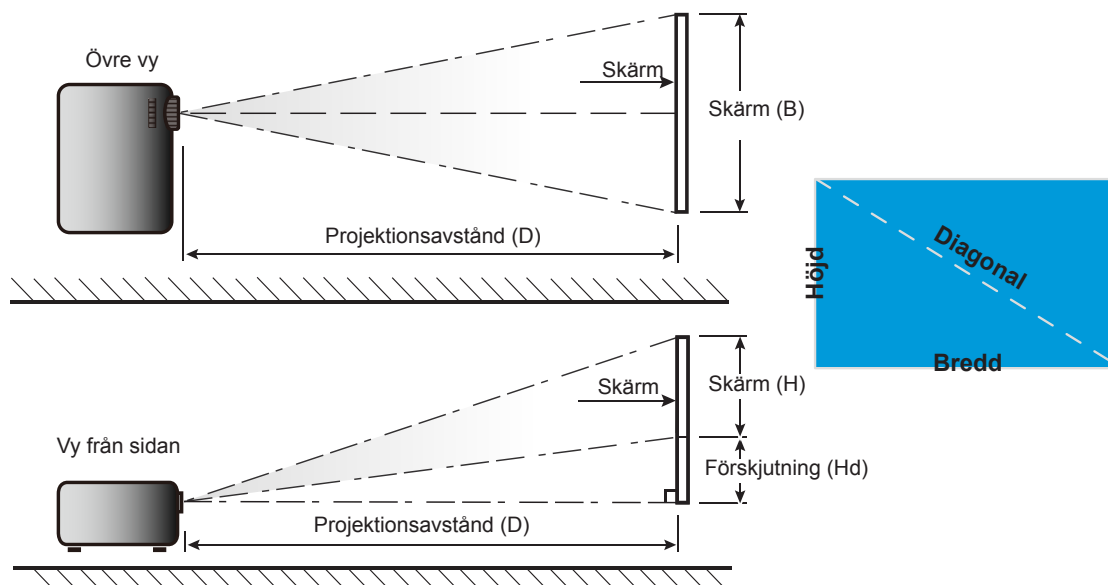 Övre vy
Skärm
Skärm (B)
Projektionsavstånd (D)
Höjd
Diagonal
Bredd
Skärm
Skärm (H)
Vy från sidan
Förskjutning (Hd)
Projektionsavstånd (D)